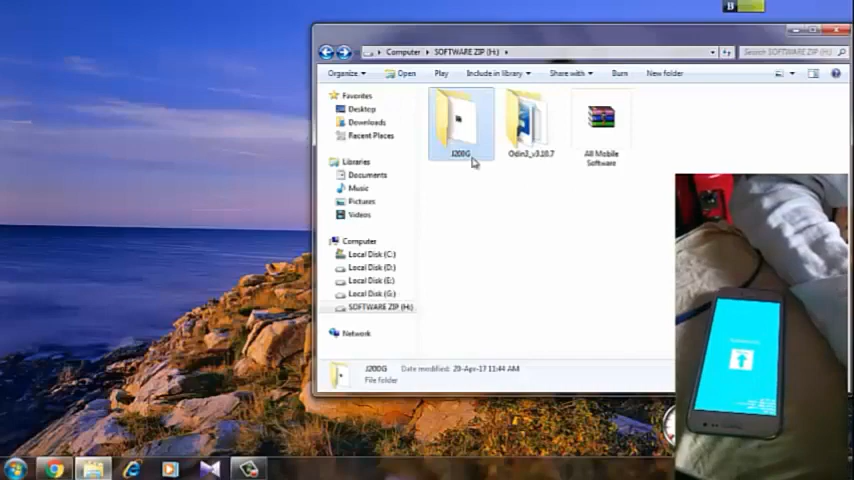 B
Computer ▸ SOFTWARE ZIP (H:) ▸
Search SOFTWARE ZIP (H:)
Organize ▾ Open Play Include in library ▾ Share with ▾ Burn New folder
Favorites
Desktop
Downloads
Recent Places
Libraries
Documents
Music
Pictures
Videos
Computer
Local Disk (C:)
Local Disk (D:)
Local Disk (E:)
Local Disk (G:)
SOFTWARE ZIP (H:)
Network
J200G
Odin3_v3.10.7
All Mobile
Software
J200G Date modified: 20-Apr-17 11:44 AM
File folder